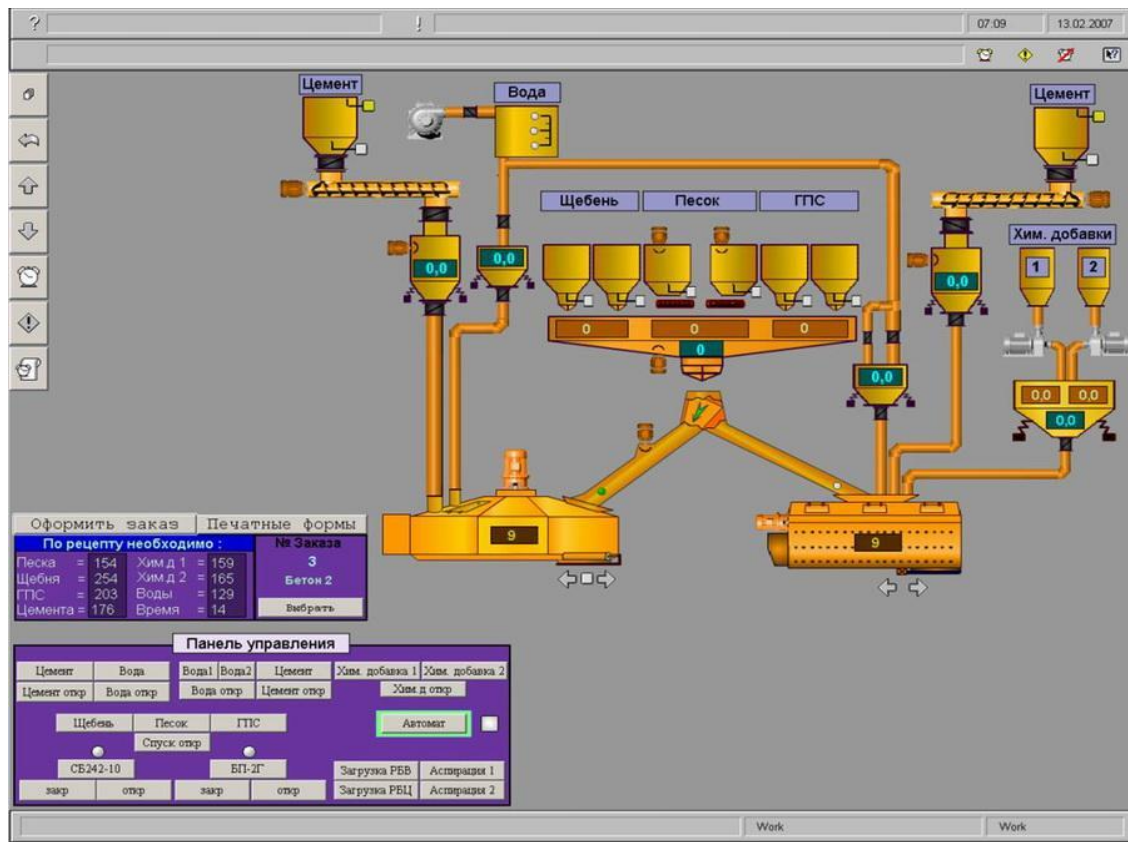 ? ! 07:09 13.02.2007
Цемент Вода Цемент
Щебень Песок ГПС
Хим. добавки
1 2
0,0 0,0 0,0
0 0 0
0
0,0
0,0 0,0
0,0
9 9
Оформить заказ Печатные формы
По рецепту необходимо : № Заказа
Песка = 154 Хим д 1 = 159 3
Щебня = 254 Хим д 2 = 165 Бетон 2
ГПС = 203 Воды = 129
Цемента = 176 Время = 14 Выбрать
Панель управления
Цемент Вода Вода1 Вода2 Цемент Хим. добавка 1 Хим. добавка 2
Цемент откр Вода откр Вода откр Цемент откр Хим.д откр
Щебень Песок ГПС Автомат
Спуск откр
СБ242-10 БП-2Г Загрузка РБВ Аспирация 1
закр откр закр откр Загрузка РБЦ Аспирация 2
Work Work